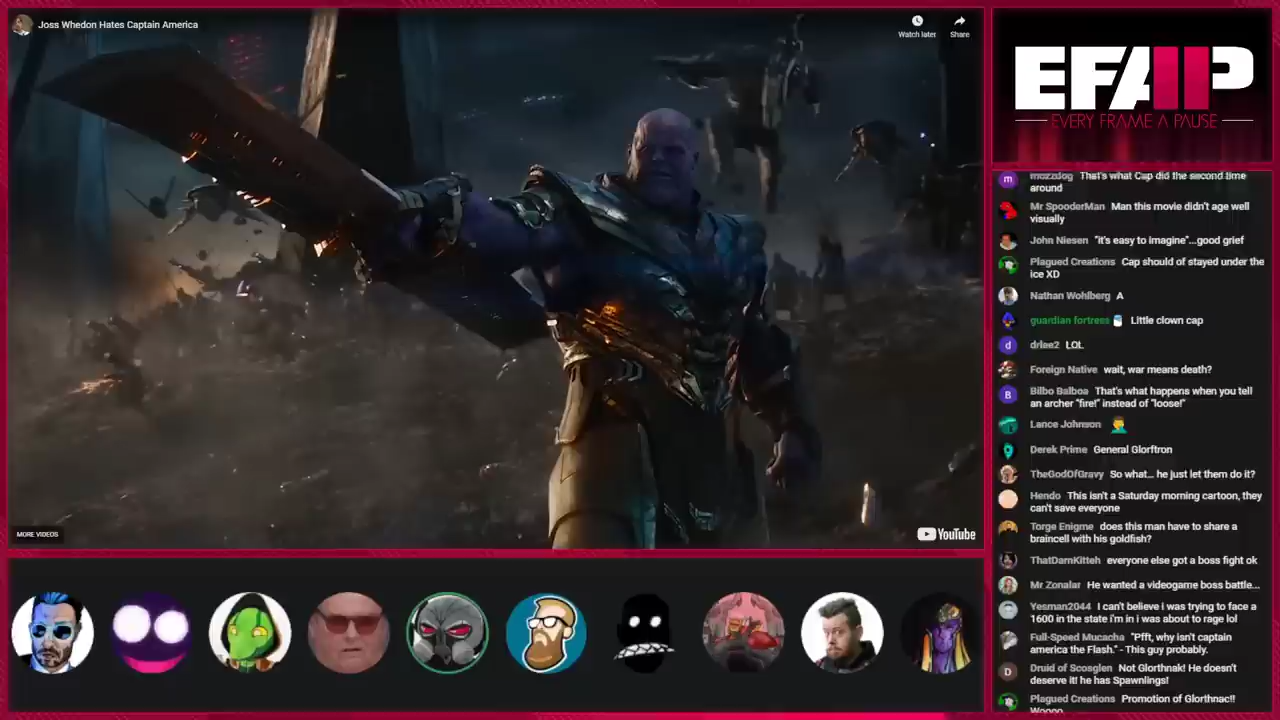 Joss Whedon Hates Captain America
Watch later
Share
MORE VIDEOS
YouTube
EFAP
EVERY FRAME A PAUSE
mozzdog That's what Cap did the second time
around
Mr SpooderMan Man this movie didn't age well
visually
John Niesen "it's easy to imagine"...good grief
Plagued Creations Cap should of stayed under the
ice XD
Nathan Wohlberg A
guardian fortress Little clown cap
drlee2 LOL
Foreign Native wait, war means death?
Bilbo Balboa That's what happens when you tell
an archer "fire!" instead of "loose!"
Lance Johnson
Derek Prime General Glorftron
TheGodOfGravy So what... he just let them do it?
Hendo This isn't a Saturday morning cartoon, they
can't save everyone
Torge Enigme does this man have to share a
braincell with his goldfish?
ThatDarnKitteh everyone else got a boss fight ok
Mr Zonalar He wanted a videogame boss battle...
Yesman2044 I can't believe i was trying to face a
1600 in the state i'm in i was about to rage lol
Full-Speed Mucacha "Pfft, why isn't captain
america the Flash." - This guy probably.
Druid of Scosglen Not Glorthnak! He doesn't
deserve it! he has Spawnlings!
Plagued Creations Promotion of Glorthnac!!
Woooo